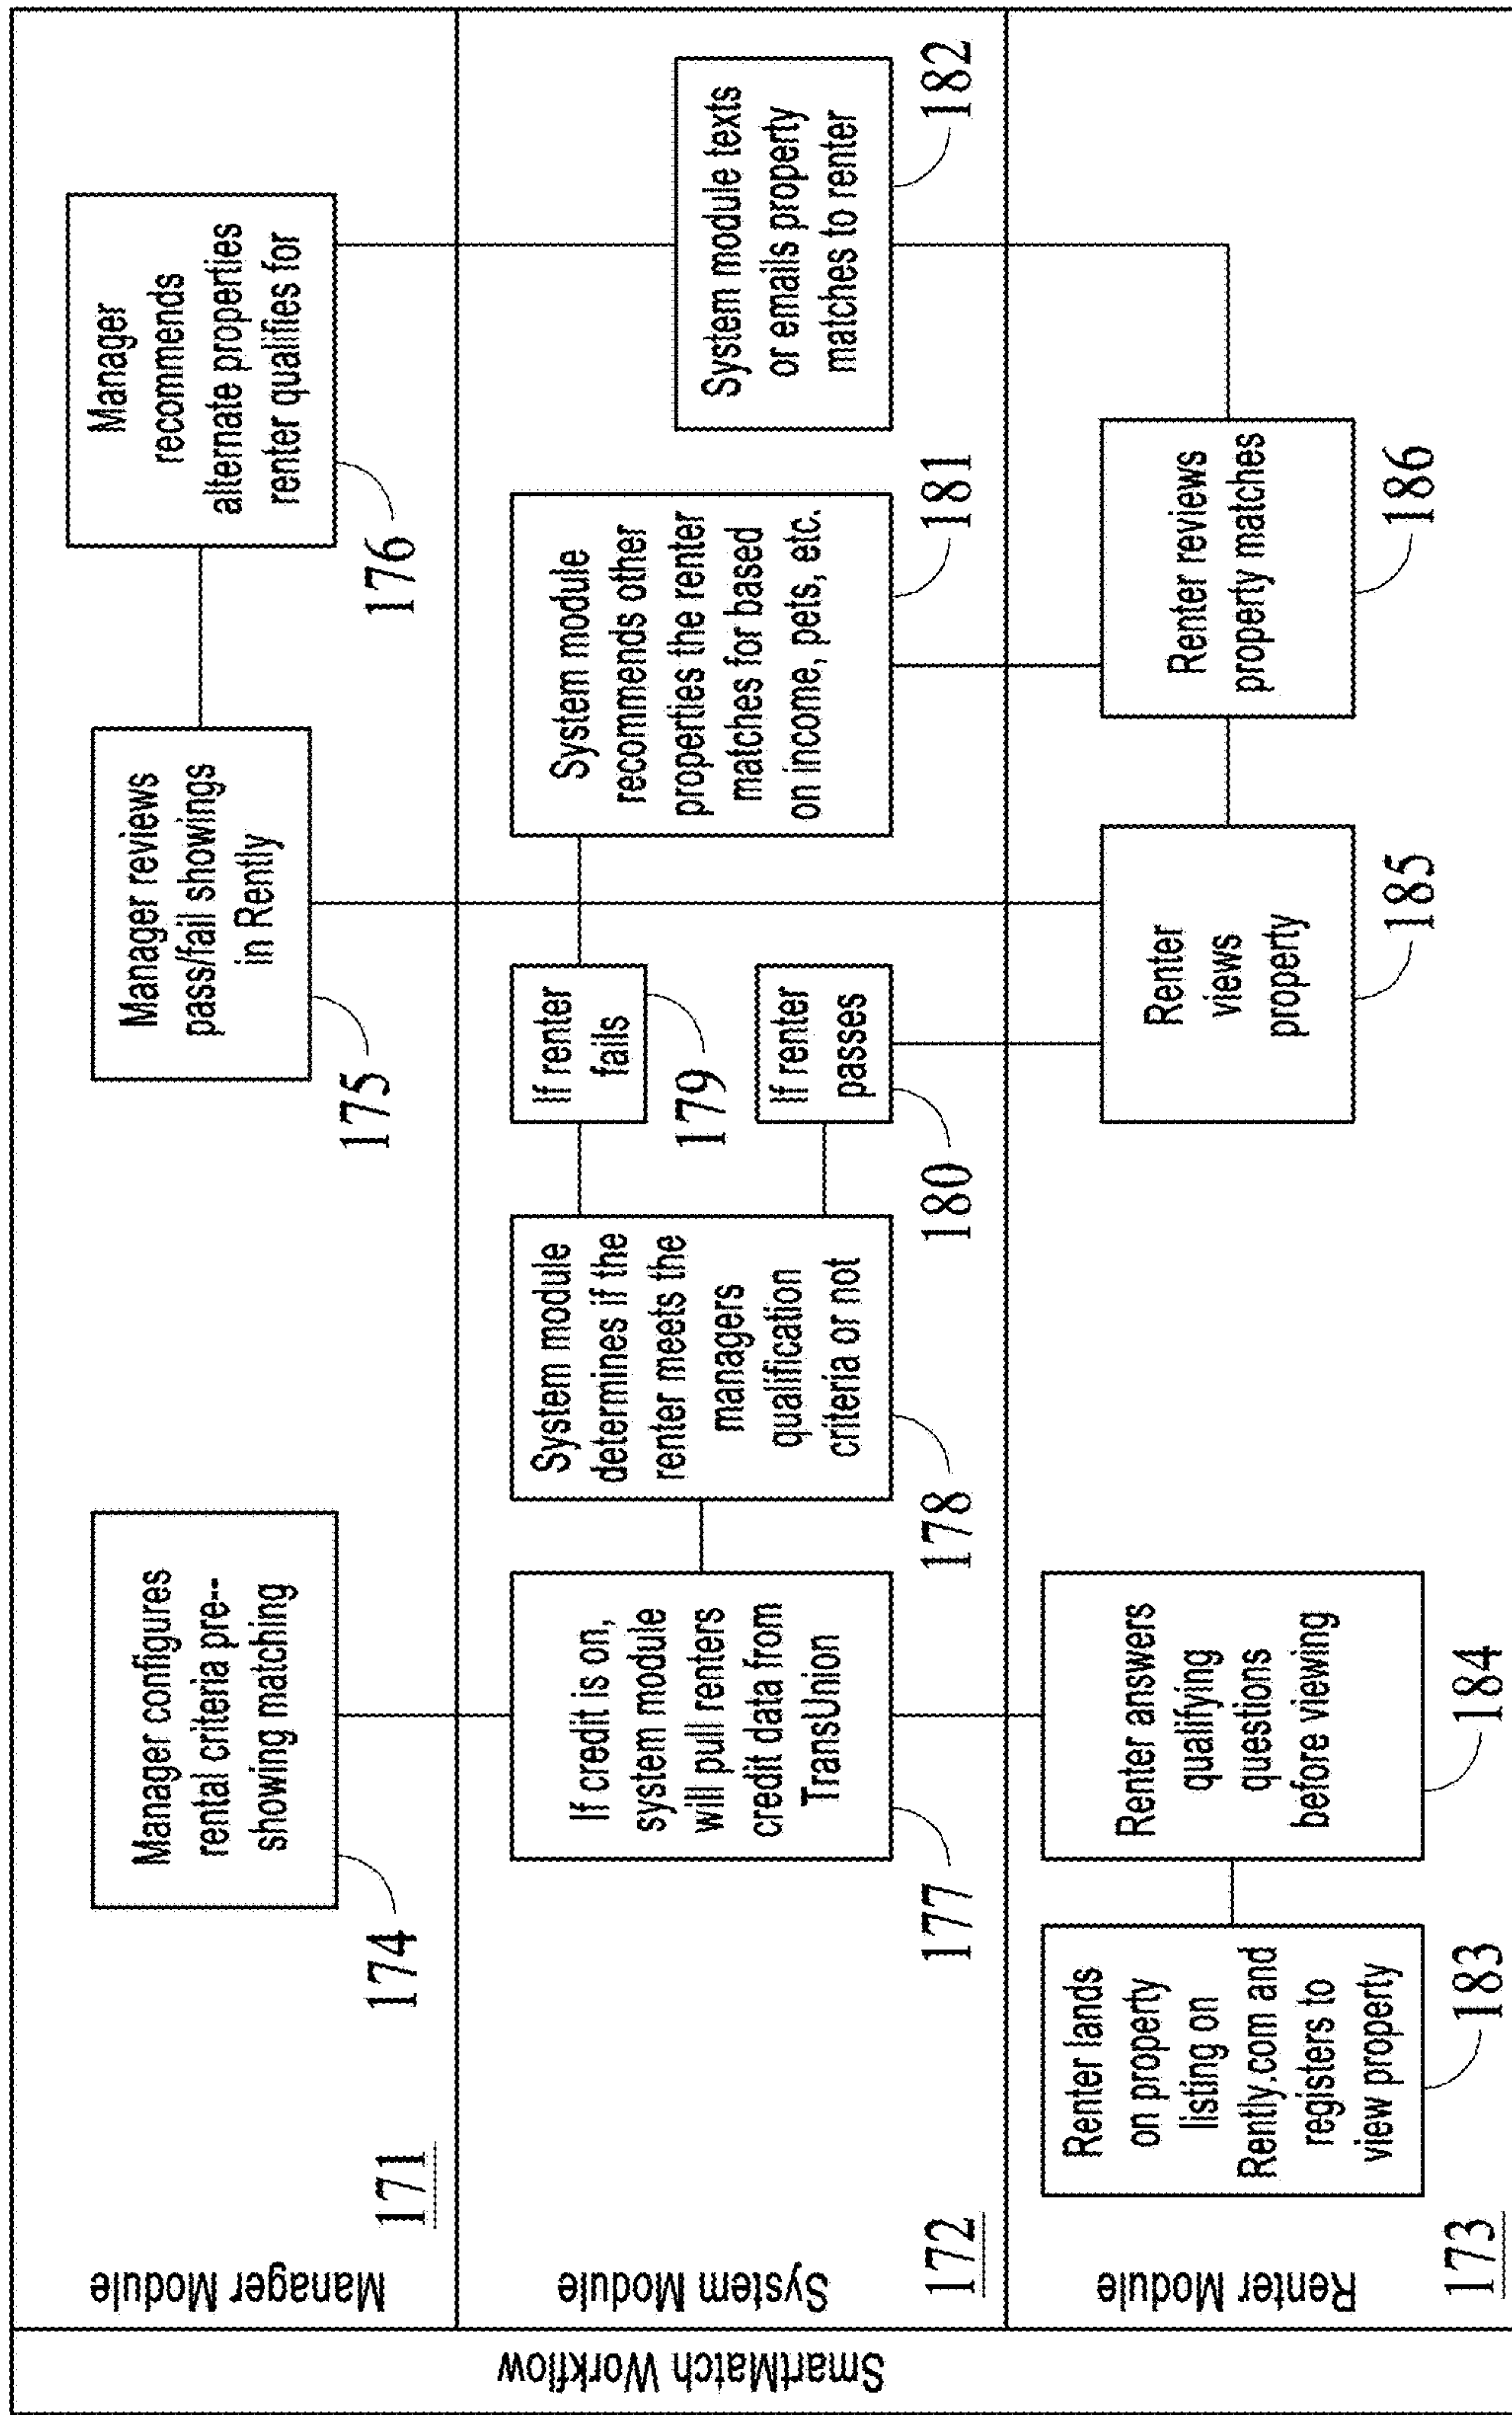 SmartMatch Workflow
Manager Module
171
Manager configures
rental criteria pre--
showing matching
174
Manager reviews
pass/fail showings
in Rently
175
Manager
recommends
alternate properties
renter qualifies for
176
System Module
172
If credit is on,
system module
will pull renters
credit data from
TransUnion
177
System module
determines if the
renter meets the
managers
qualification
criteria or not
178
If renter
fails
179
If renter
passes
180
System module
recommends other
properties the renter
matches for based
on income, pets, etc.
181
System module texts
or emails property
matches to renter
182
Renter Module
173
Renter lands
on property
listing on
Rently.com and
registers to
view property
183
Renter answers
qualifying
questions
before viewing
184
Renter
views
property
185
Renter reviews
property matches
186